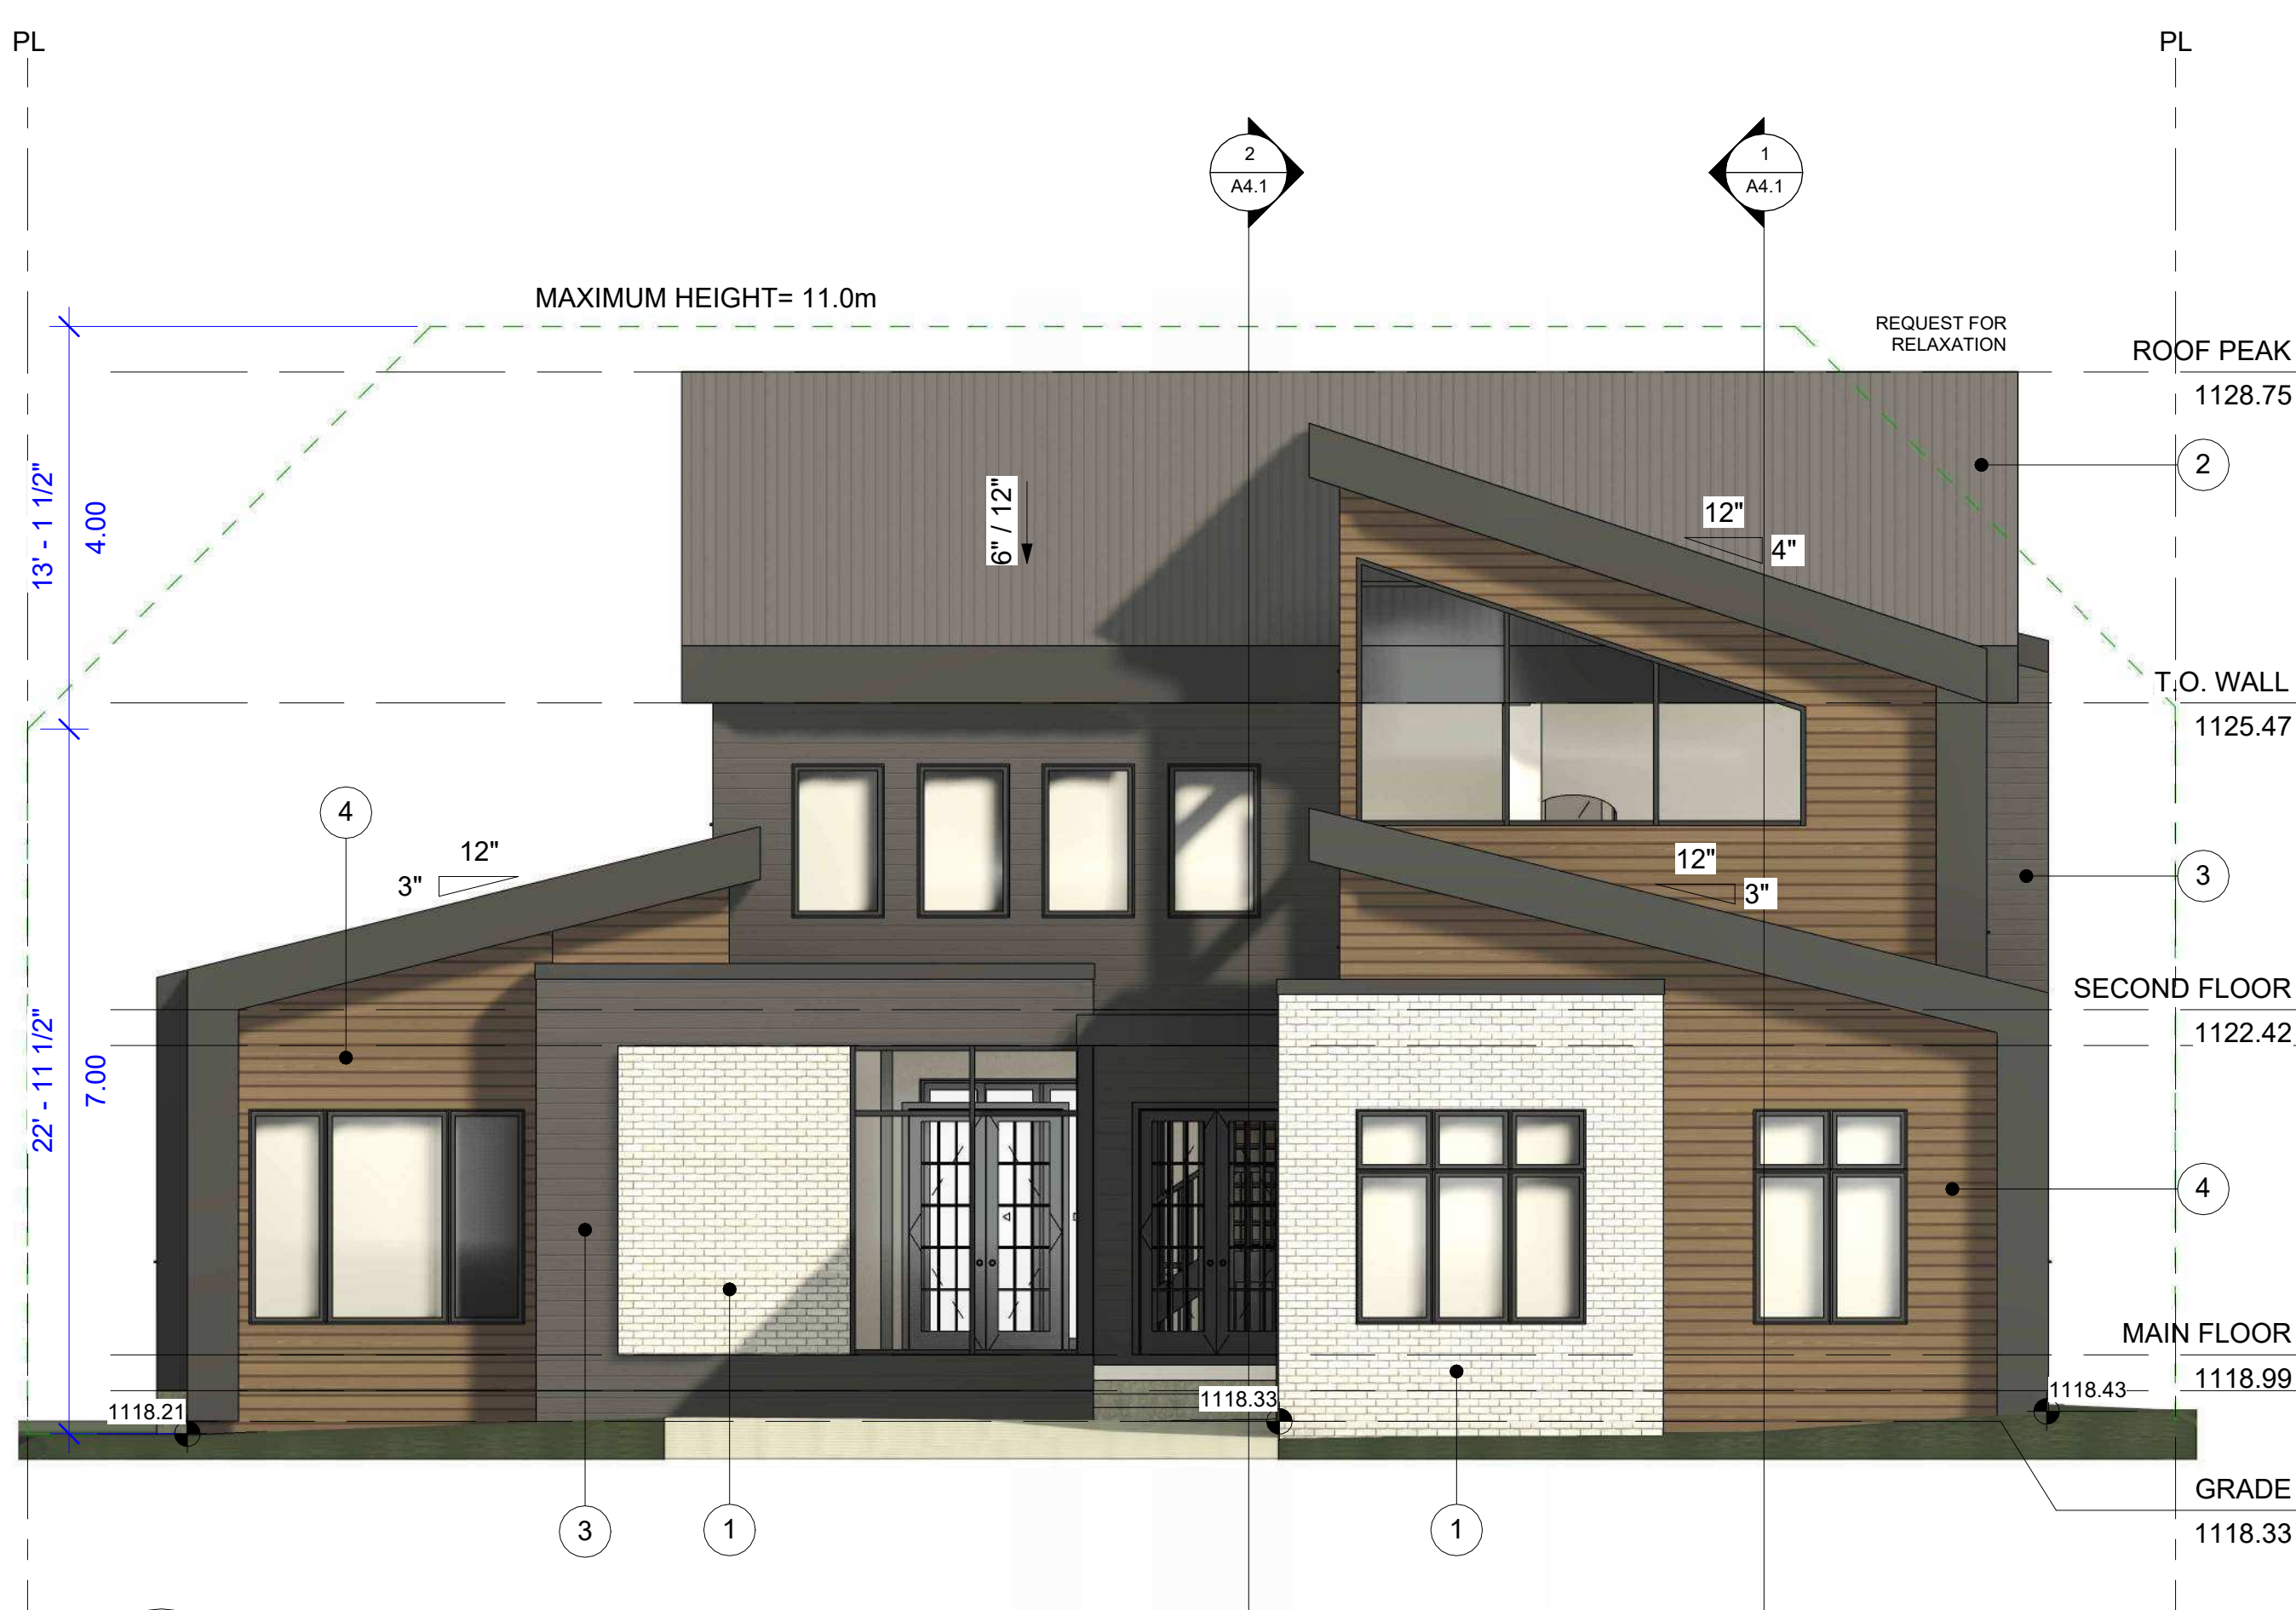 PL
PL
2
A4.1
1
A4.1
MAXIMUM HEIGHT= 11.0m
REQUEST FOR
RELAXATION
ROOF PEAK
1128.75
2
13' - 1 1/2"
4.00
6" / 12"
12"
4"
T.O. WALL
1125.47
4
12"
3"
12"
3"
3
SECOND FLOOR
1122.42
22' - 11 1/2"
7.00
4
MAIN FLOOR
1118.99
1118.21
1118.33
1118.43
GRADE
1118.33
3
1
1